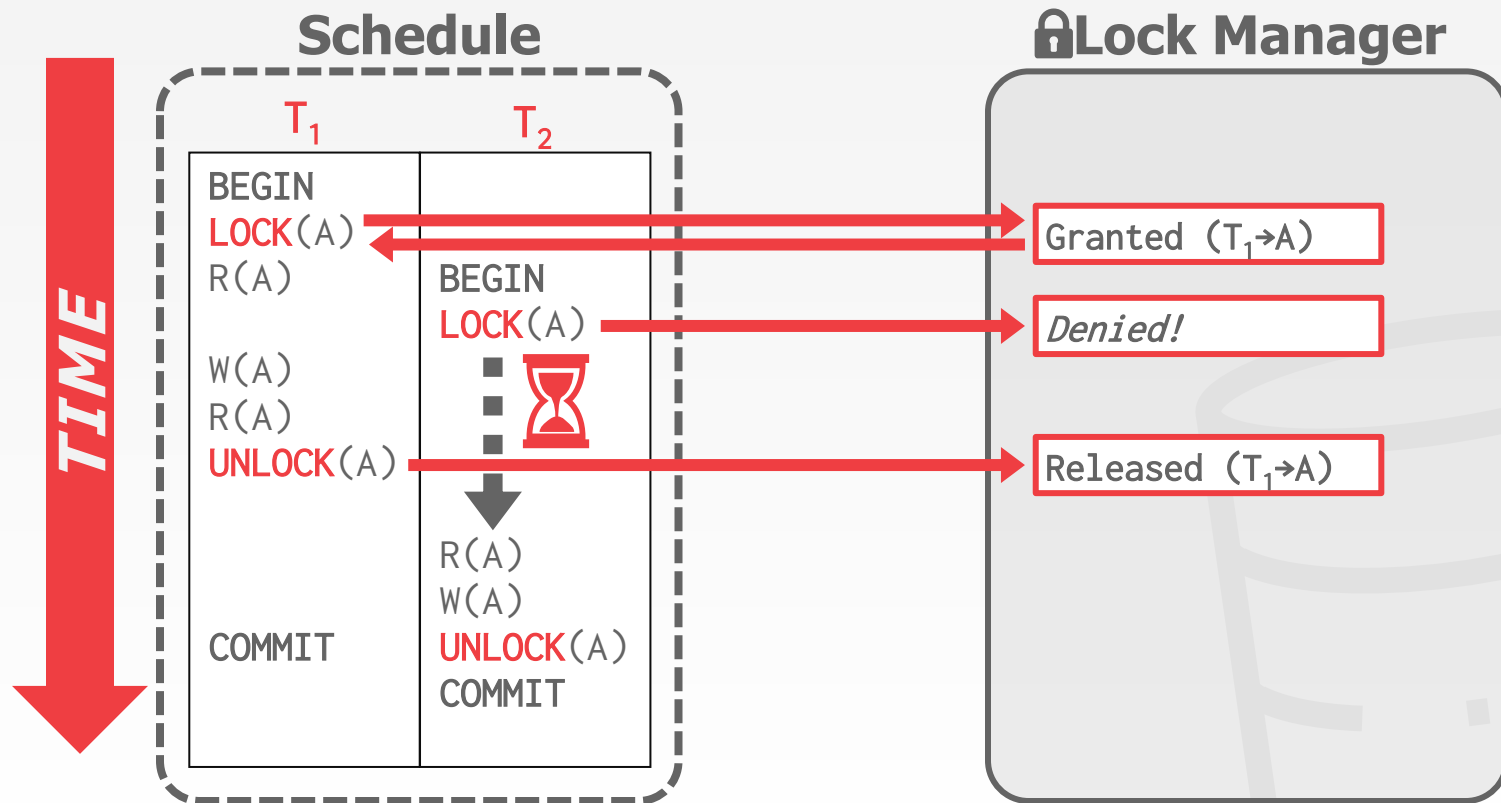 Schedule
Lock Manager
TIME
T₁
T₂
BEGIN
LOCK(A)
R(A)
W(A)
R(A)
UNLOCK(A)
COMMIT
BEGIN
LOCK(A)
R(A)
W(A)
UNLOCK(A)
COMMIT
Granted (T₁→A)
Denied!
Released (T₁→A)